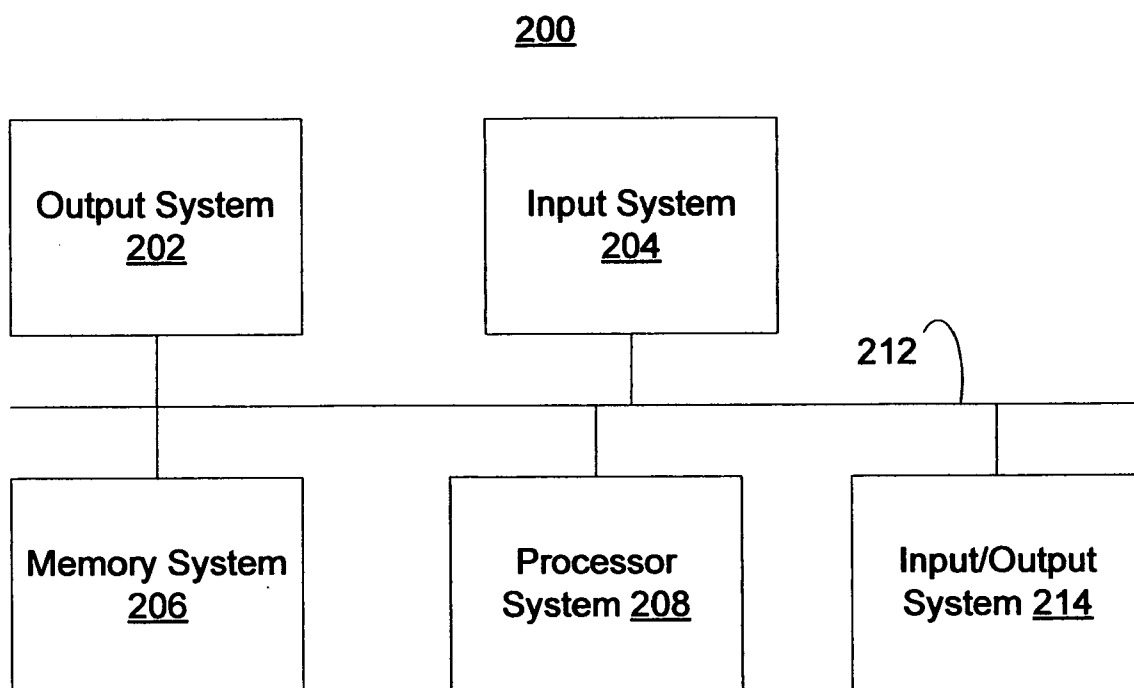 200
Output System
202
Input System
204
212
Memory System
206
Processor
System 208
Input/Output
System 214